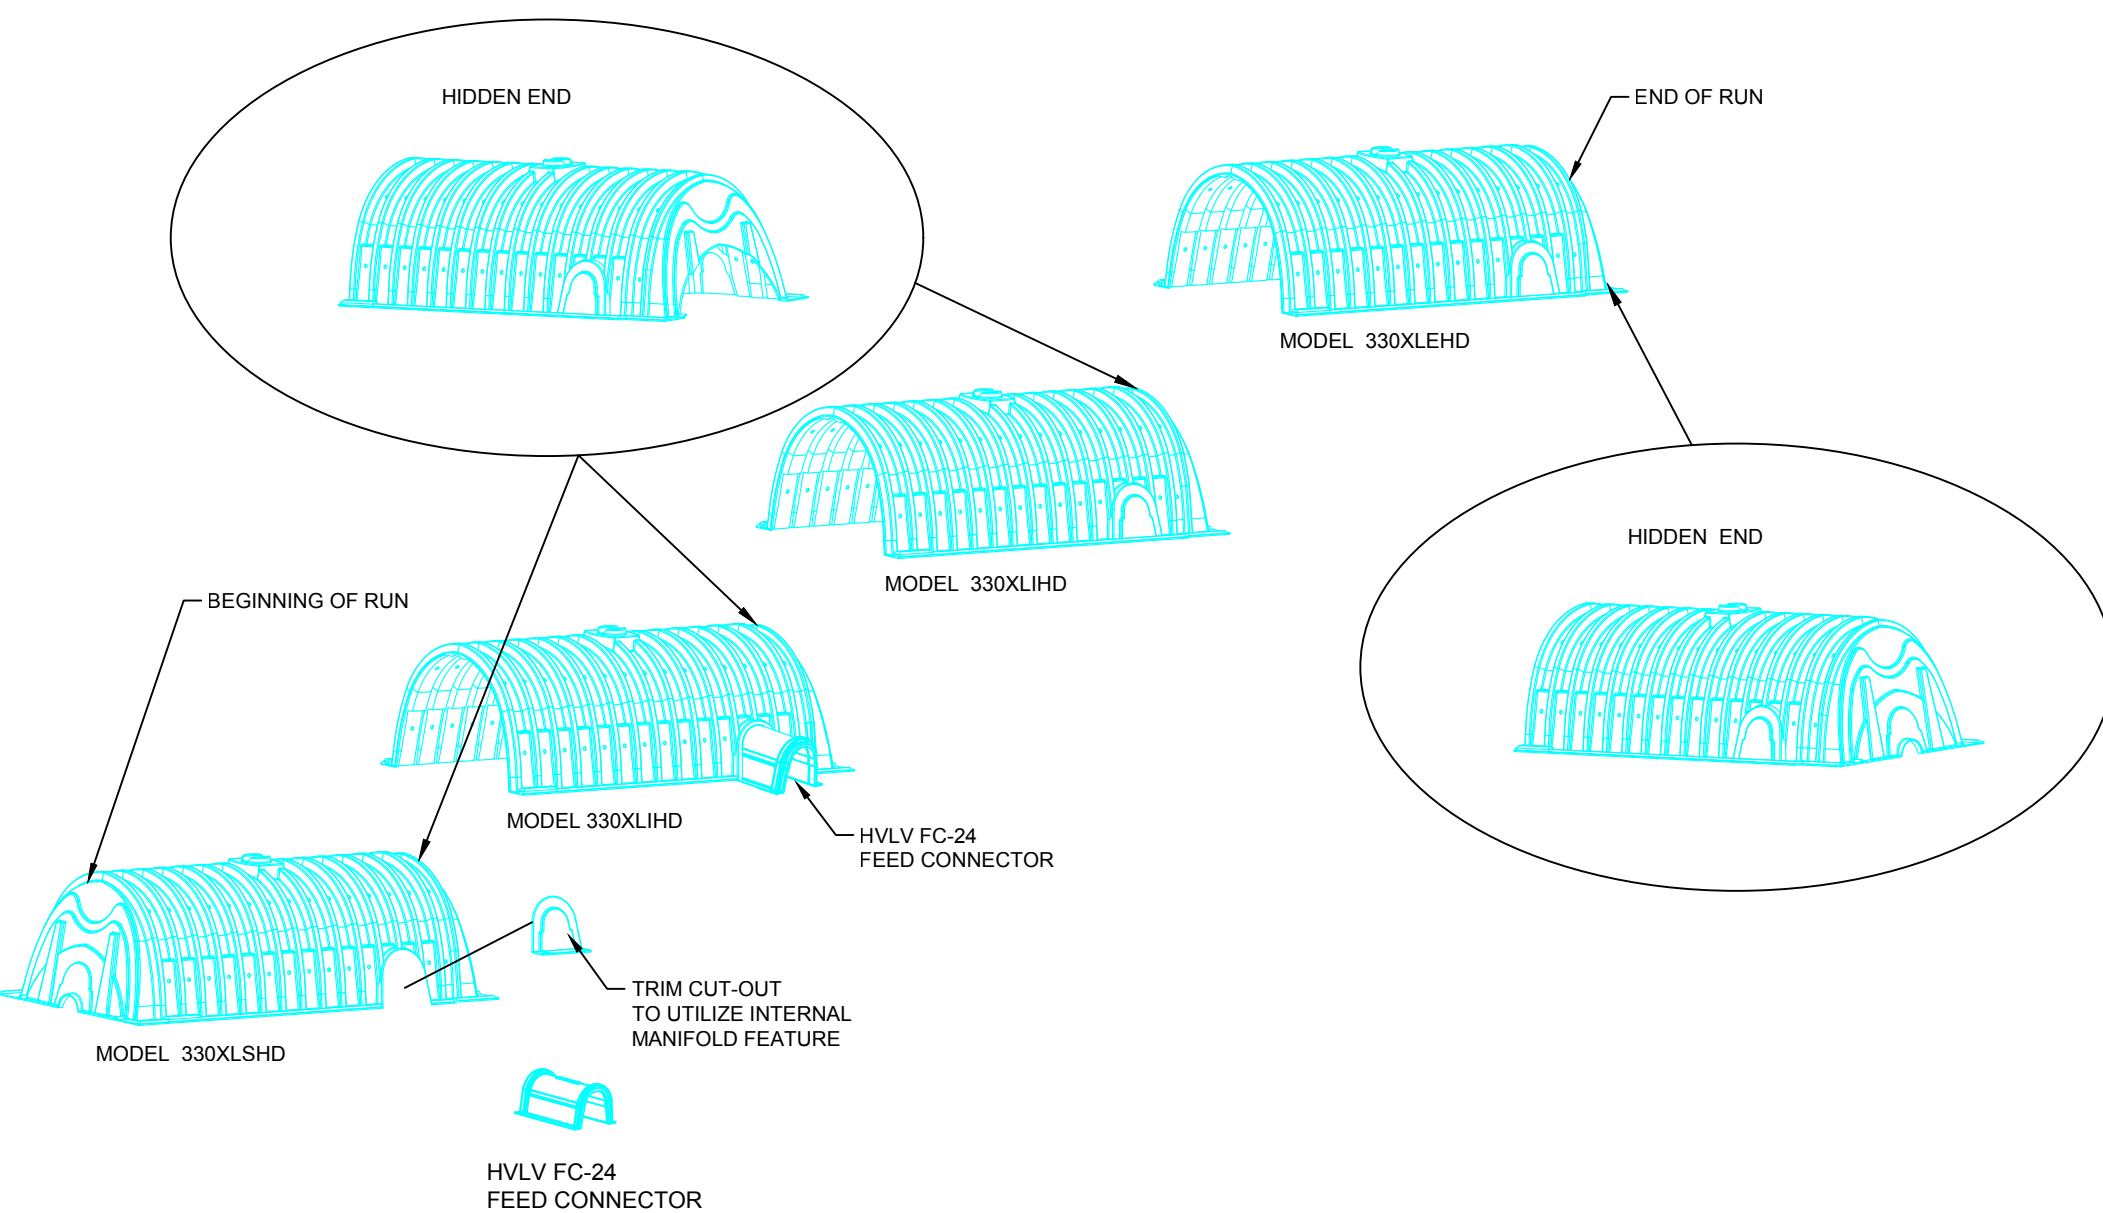 HIDDEN END
END OF RUN
MODEL 330XLEHD
HIDDEN END
MODEL 330XLIHD
BEGINNING OF RUN
MODEL 330XLIHD
HVLV FC-24
FEED CONNECTOR
TRIM CUT-OUT
TO UTILIZE INTERNAL
MANIFOLD FEATURE
MODEL 330XLSHD
HVLV FC-24
FEED CONNECTOR